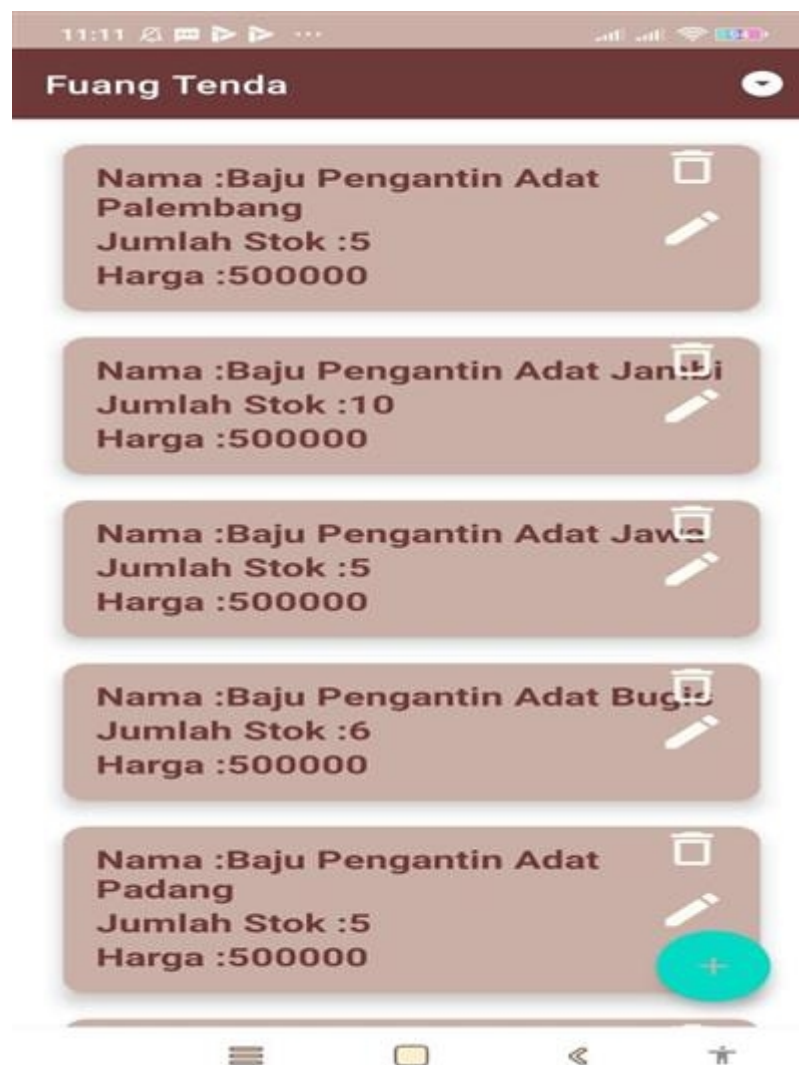 11:11
Fuang Tenda
Nama :Baju Pengantin Adat
Palembang
Jumlah Stok :5
Harga :500000
Nama :Baju Pengantin Adat Jambi
Jumlah Stok :10
Harga :500000
Nama :Baju Pengantin Adat Jawa
Jumlah Stok :5
Harga :500000
Nama :Baju Pengantin Adat Bugis
Jumlah Stok :6
Harga :500000
Nama :Baju Pengantin Adat
Padang
Jumlah Stok :5
Harga :500000